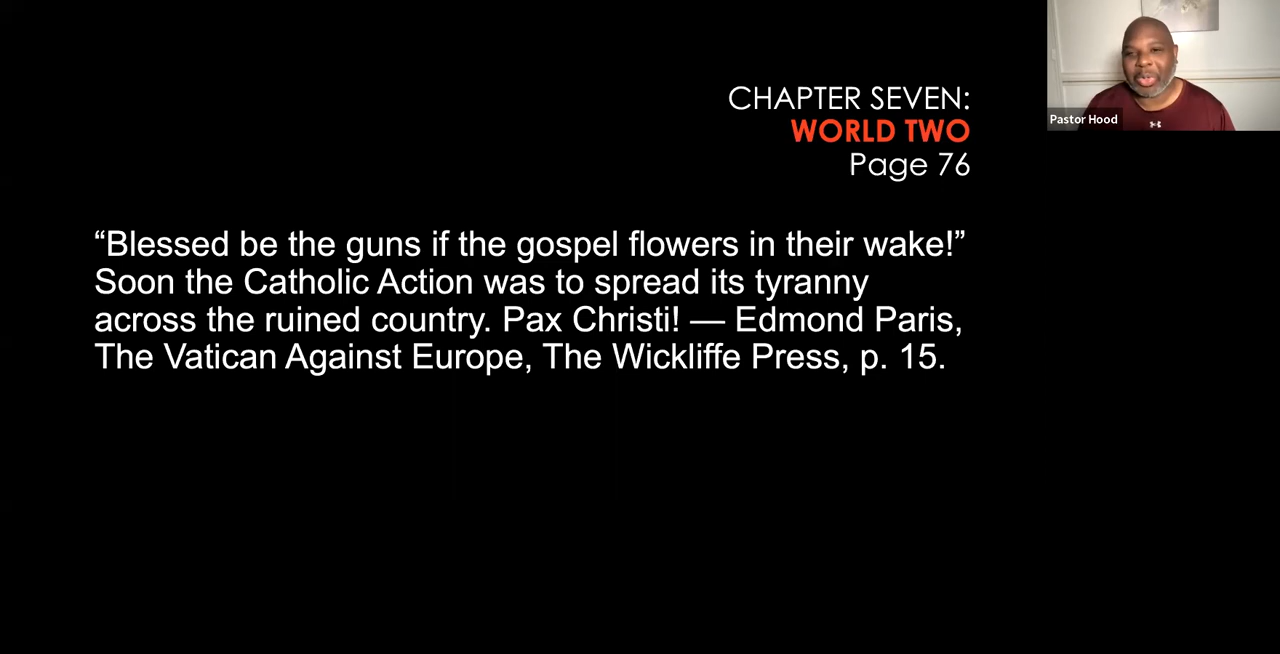 CHAPTER SEVEN:
WORLD TWO
Page 76
Pastor Hood
“Blessed be the guns if the gospel flowers in their wake!”
Soon the Catholic Action was to spread its tyranny
across the ruined country. Pax Christi! — Edmond Paris,
The Vatican Against Europe, The Wickliffe Press, p. 15.